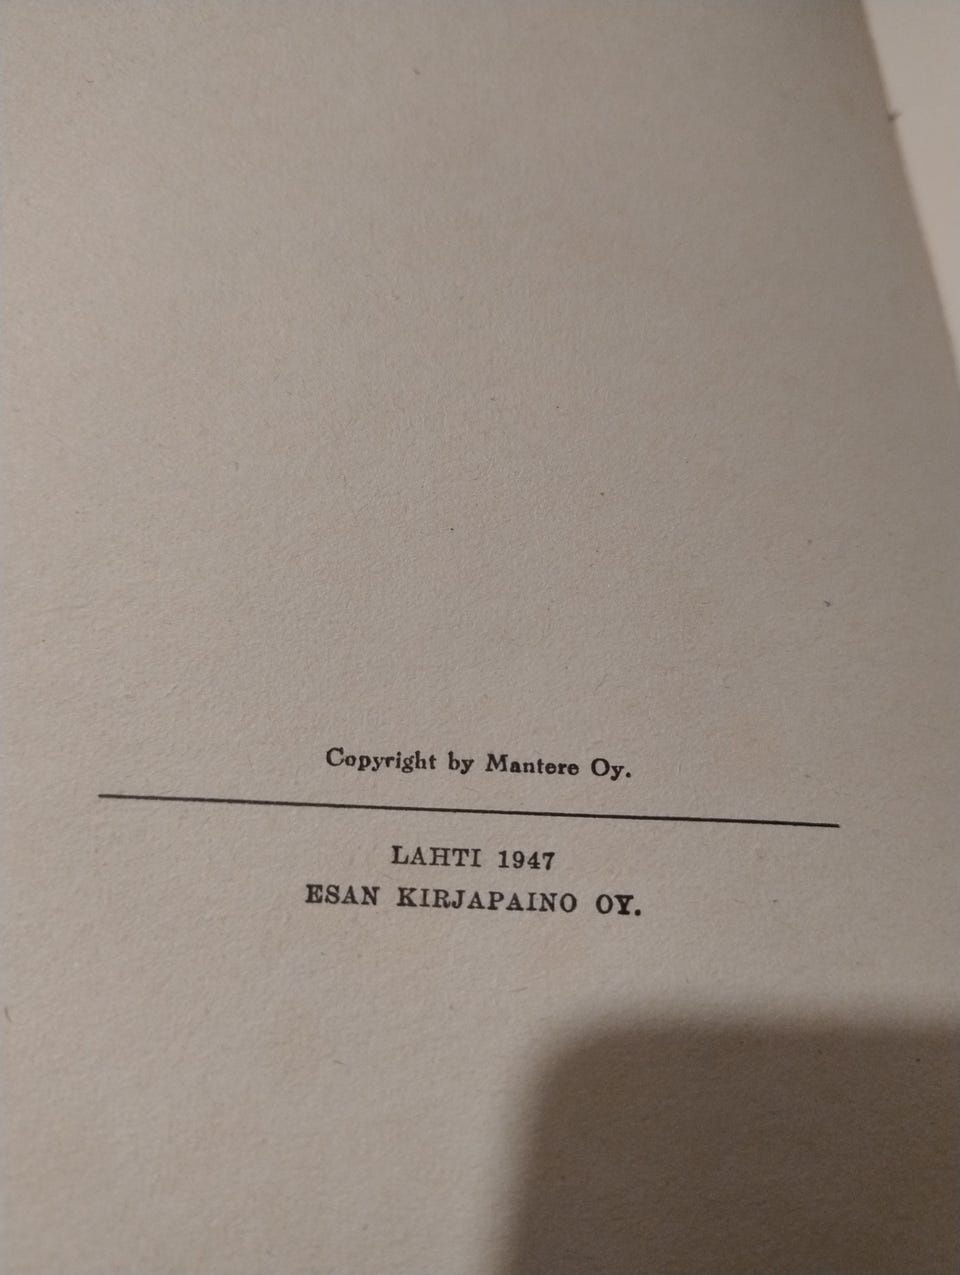 Copyright by Mantere Oy.
LAHTI 1947
ESAN KIRJAPAINO OY.